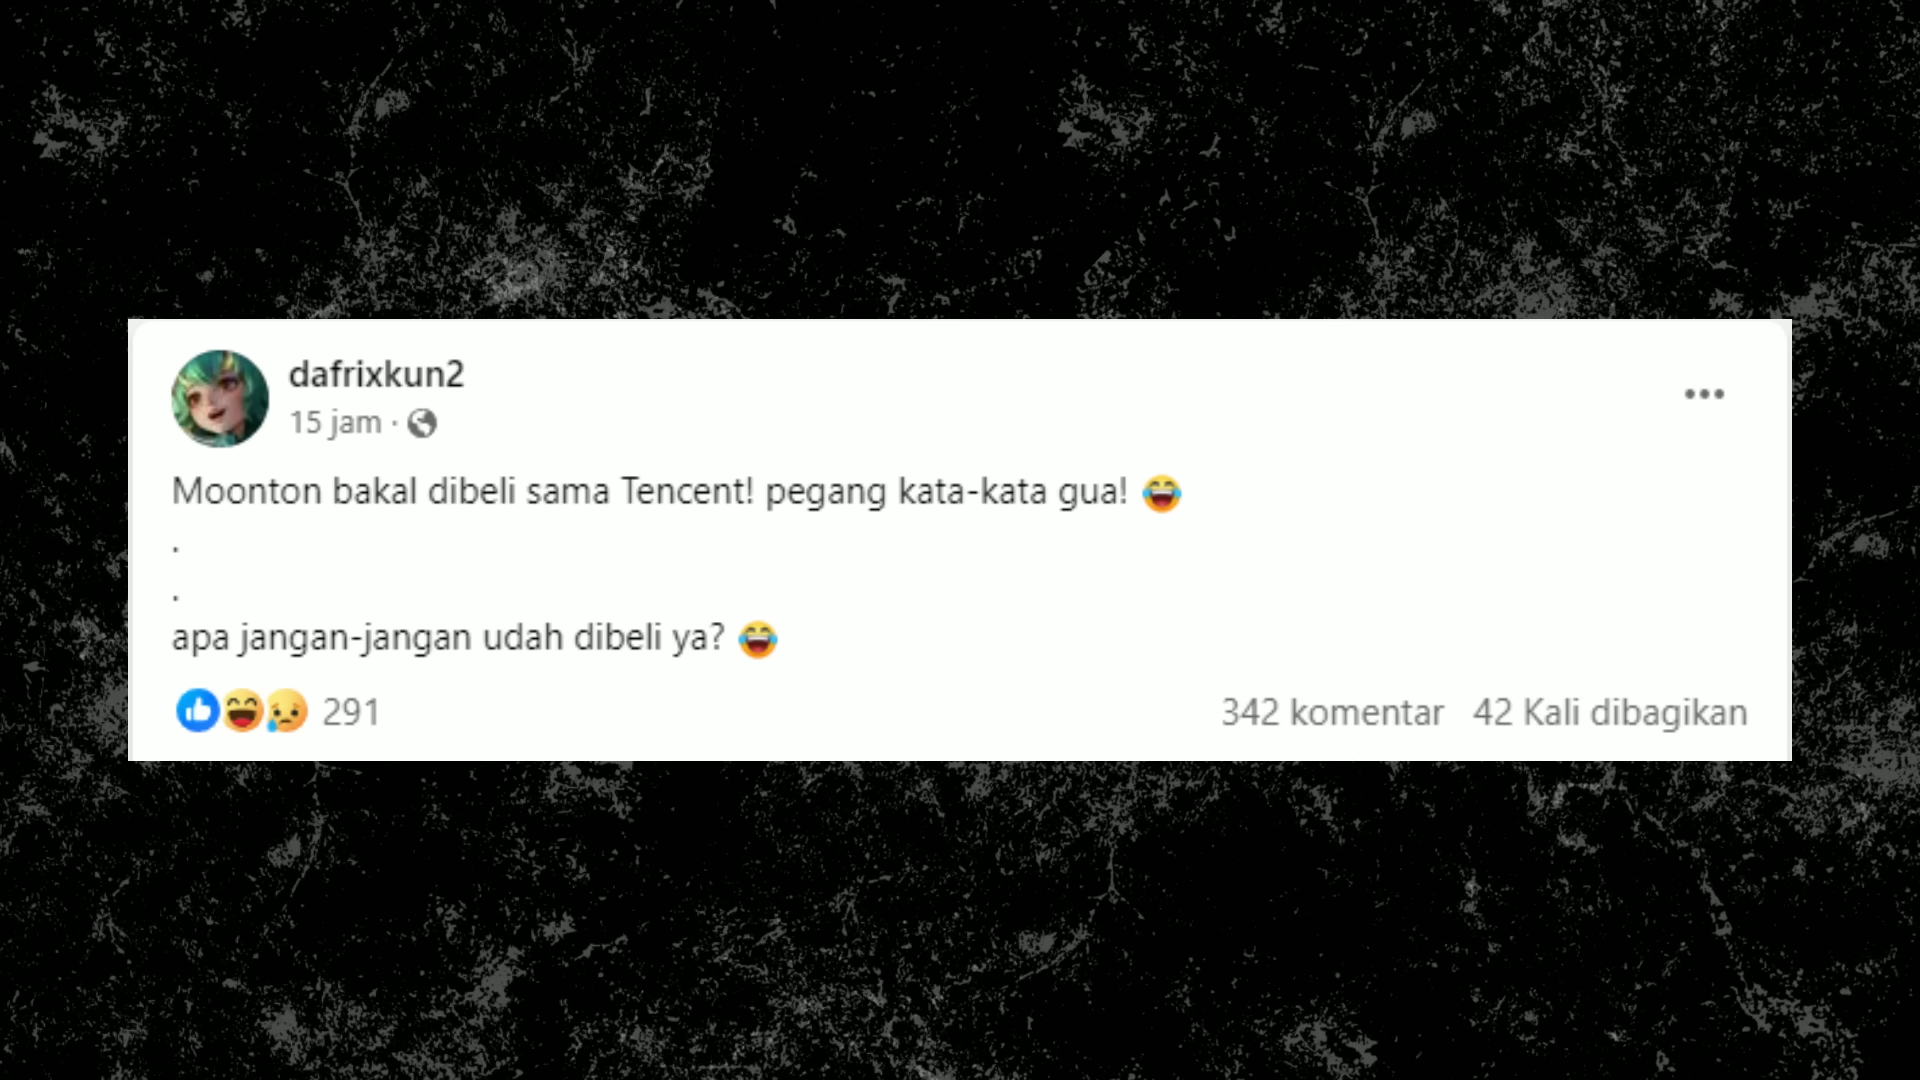 dafrixkun2
15 jam ·
Moonton bakal dibeli sama Tencent! pegang kata-kata gua! 😂
.
.
apa jangan-jangan udah dibeli ya? 😂
291
342 komentar 42 Kali dibagikan